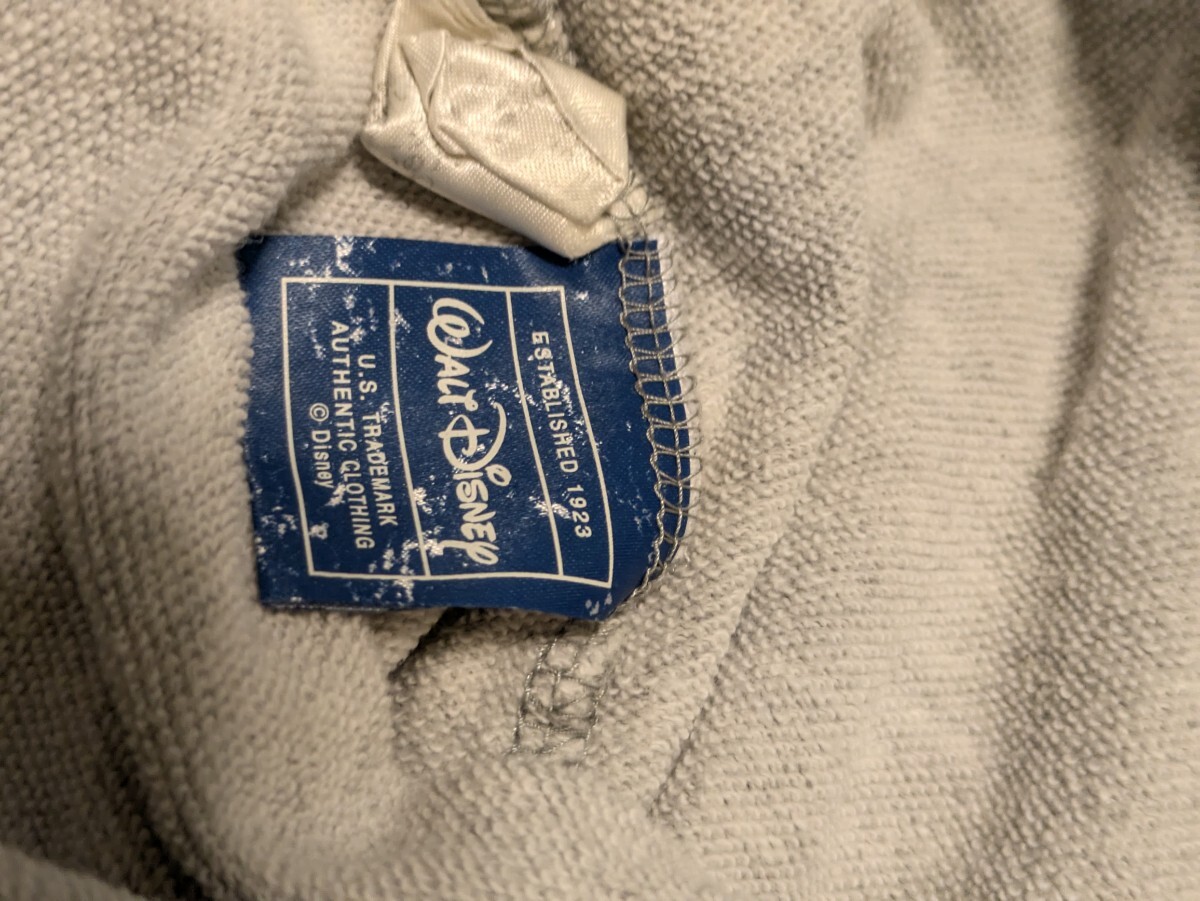 ESTABLISHED 1923
WALT DISNEY
U.S. TRADEMARK
AUTHENTIC CLOTHING
© Disney